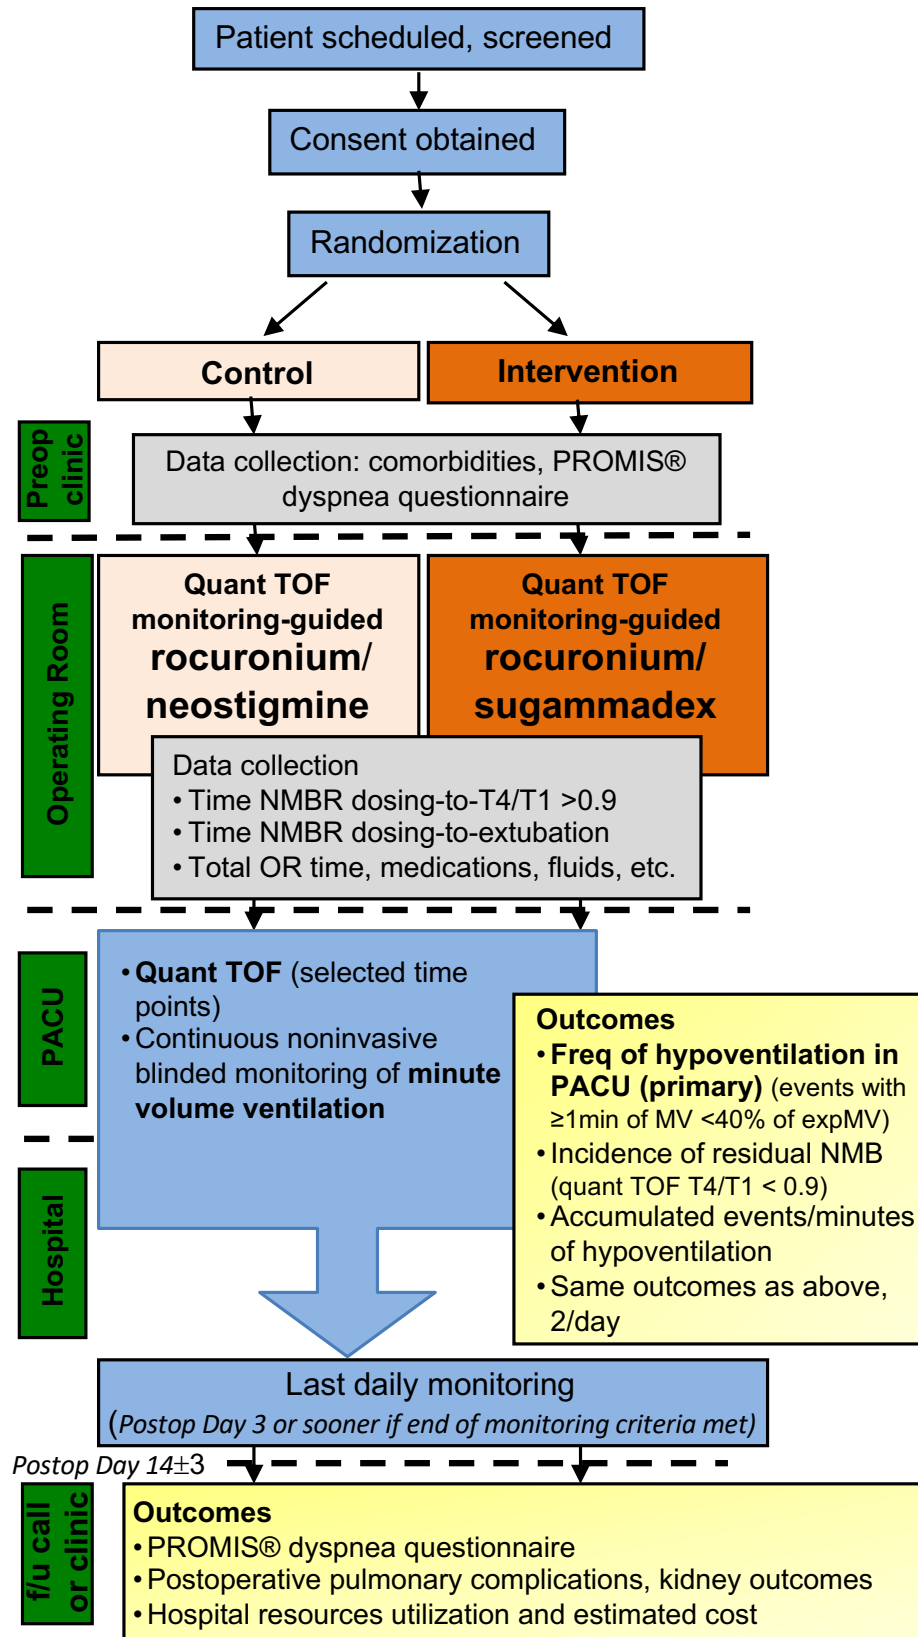 Patient scheduled, screened
Consent obtained
Randomization
Control
Intervention
Preop
clinic
Data collection: comorbidities, PROMIS®
dyspnea questionnaire
Operating Room
Quant TOF
monitoring-guided
rocuronium/
neostigmine
Quant TOF
monitoring-guided
rocuronium/
sugammadex
Data collection
• Time NMBR dosing-to-T4/T1 >0.9
• Time NMBR dosing-to-extubation
• Total OR time, medications, fluids, etc.
PACU
• Quant TOF (selected time
points)
• Continuous noninvasive
blinded monitoring of minute
volume ventilation
Hospital
Outcomes
• Freq of hypoventilation in
PACU (primary) (events with
≥1min of MV <40% of expMV)
• Incidence of residual NMB
(quant TOF T4/T1 < 0.9)
• Accumulated events/minutes
of hypoventilation
• Same outcomes as above,
2/day
Last daily monitoring
(Postop Day 3 or sooner if end of monitoring criteria met)
Postop Day 14±3
f/u call
or clinic
Outcomes
• PROMIS® dyspnea questionnaire
• Postoperative pulmonary complications, kidney outcomes
• Hospital resources utilization and estimated cost